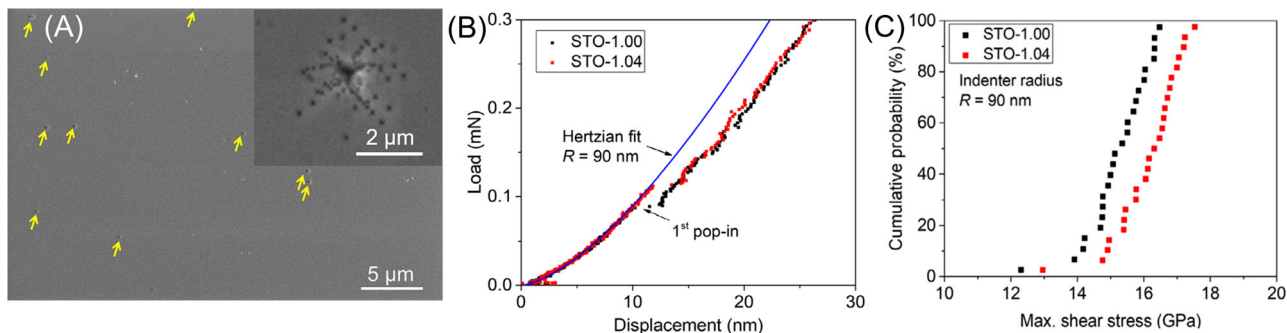 (A)
2 μm
5 μm
(B)
STO-1.00
STO-1.04
Hertzian fit
R = 90 nm
1st pop-in
Load (mN)
0.3
0.2
0.1
0.0
0
10
20
30
Displacement (nm)
(C)
STO-1.00
STO-1.04
Indenter radius
R = 90 nm
Cumulative probability (%)
100
80
60
40
20
0
10
12
14
16
18
20
Max. shear stress (GPa)